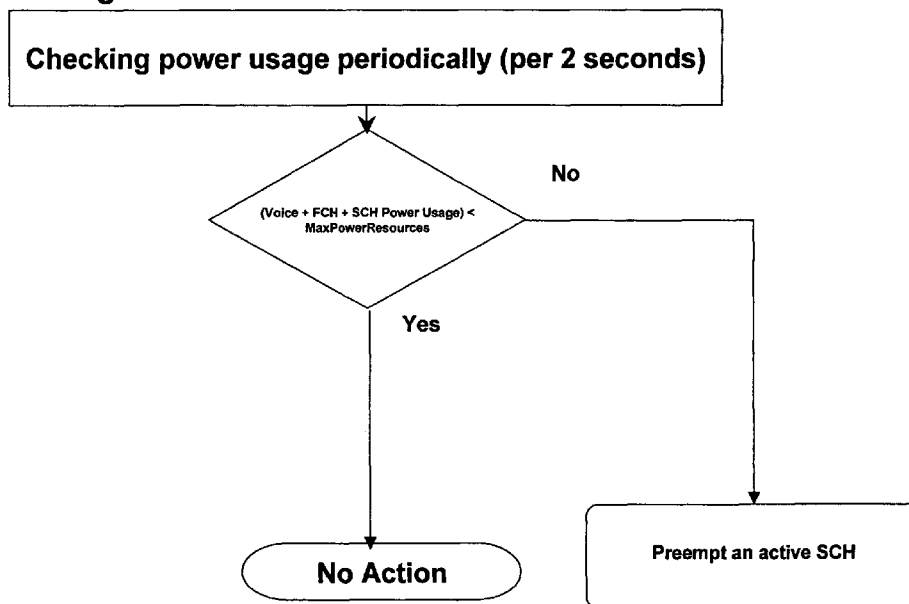 Checking power usage periodically (per 2 seconds)
No
(Voice + FCH + SCH Power Usage) <
MaxPowerResources
Yes
Preempt an active SCH
No Action